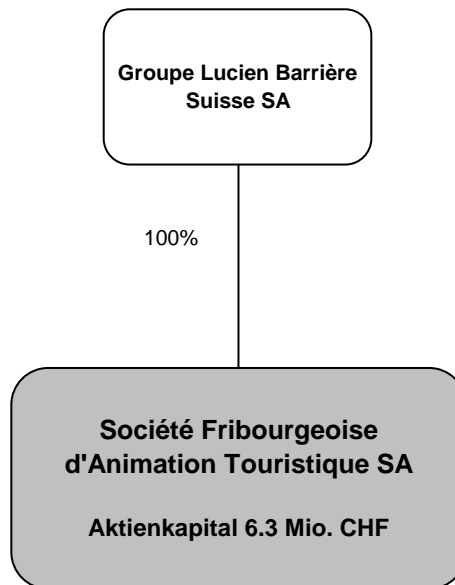 Groupe Lucien Barrière
Suisse SA
100%
Société Fribourgeoise
d'Animation Touristique SA
Aktienkapital 6.3 Mio. CHF